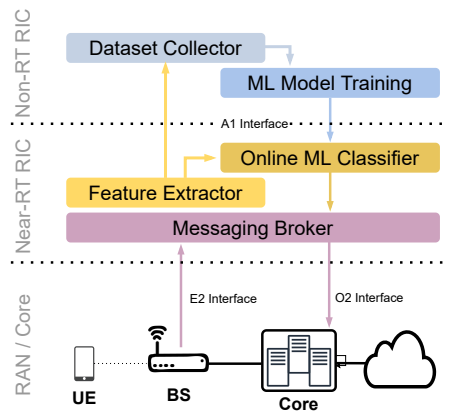 Non-RT RIC
Dataset Collector
ML Model Training
A1 Interface
Near-RT RIC
Online ML Classifier
Feature Extractor
Messaging Broker
RAN / Core
E2 Interface
O2 Interface
UE
BS
Core